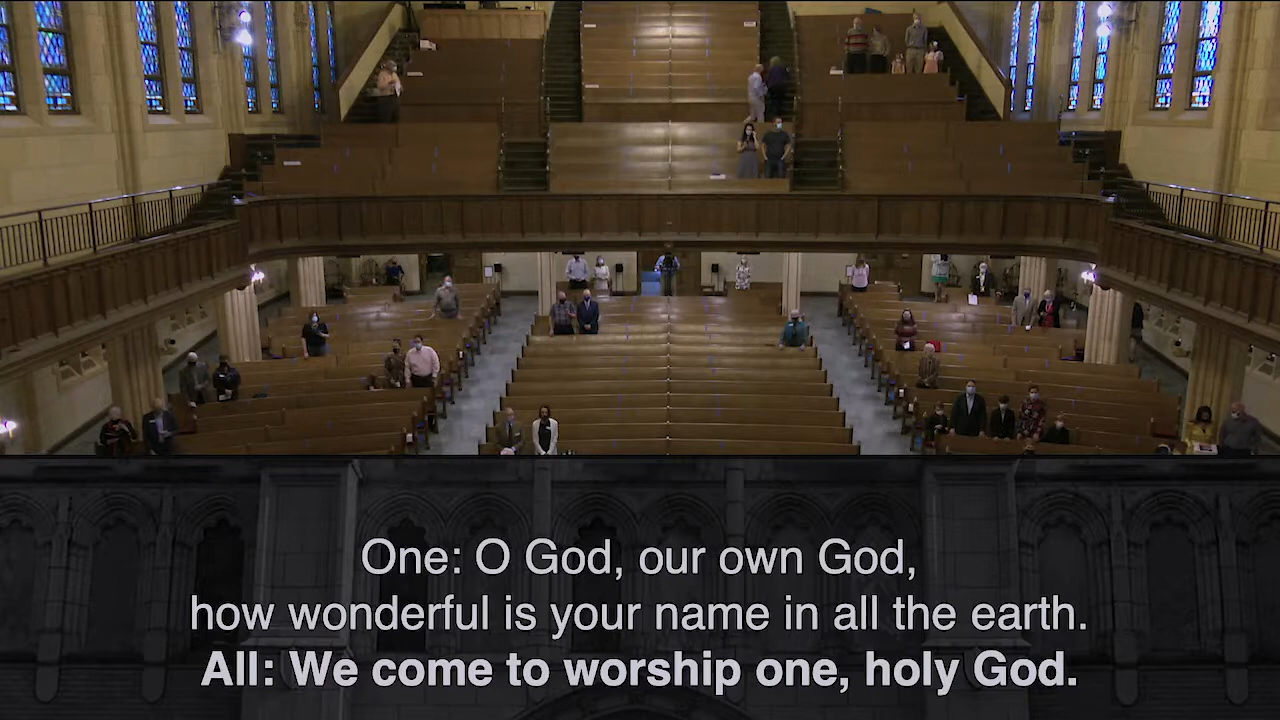 One: O God, our own God,
how wonderful is your name in all the earth.
All: We come to worship one, holy God.